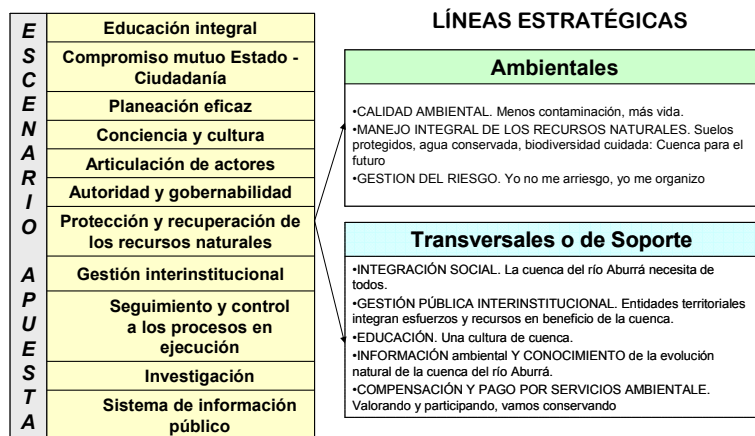 ESCENARIO APUESTA
Educación integral
Compromiso mutuo Estado -
Ciudadanía
Planeación eficaz
Conciencia y cultura
Articulación de actores
Autoridad y gobernabilidad
Protección y recuperación de
los recursos naturales
Gestión interinstitucional
Seguimiento y control
a los procesos en
ejecución
Investigación
Sistema de información
público
LÍNEAS ESTRATÉGICAS
Ambientales
•CALIDAD AMBIENTAL. Menos contaminación, más vida.
•MANEJO INTEGRAL DE LOS RECURSOS NATURALES. Suelos
protegidos, agua conservada, biodiversidad cuidada: Cuenca para el
futuro
•GESTION DEL RIESGO. Yo no me arriesgo, yo me organizo
Transversales o de Soporte
•INTEGRACIÓN SOCIAL. La cuenca del río Aburrá necesita de
todos.
•GESTIÓN PÚBLICA INTERINSTITUCIONAL. Entidades territoriales
integran esfuerzos y recursos en beneficio de la cuenca.
•EDUCACIÓN. Una cultura de cuenca.
•INFORMACIÓN ambiental Y CONOCIMIENTO de la evolución
natural de la cuenca del río Aburrá.
•COMPENSACIÓN Y PAGO POR SERVICIOS AMBIENTALE.
Valorando y participando, vamos conservando